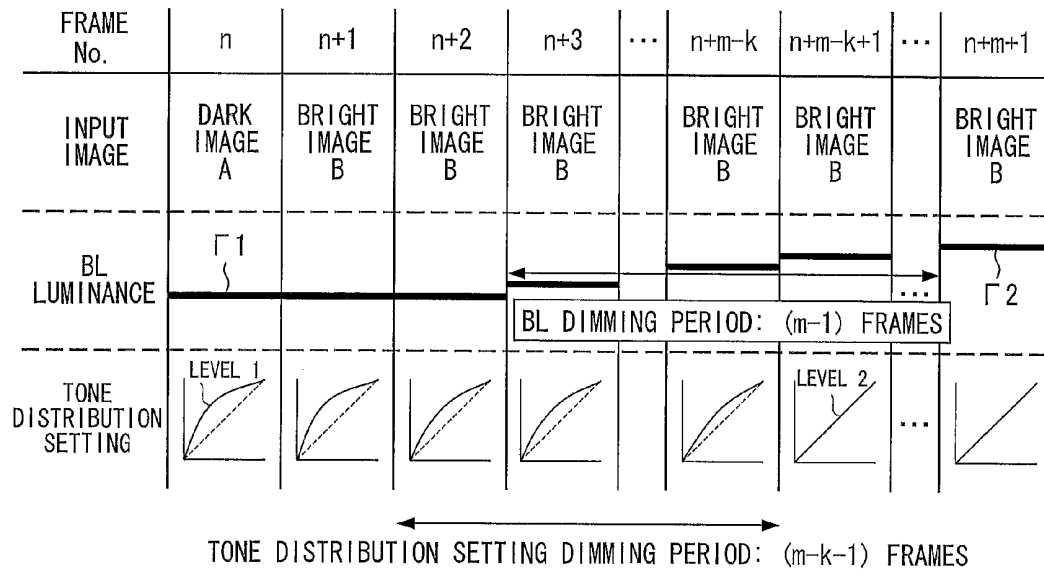 FRAME No. n n+1 n+2 n+3 ... n+m-k n+m-k+1 ... n+m+1
INPUT IMAGE
DARK IMAGE A
BRIGHT IMAGE B
BRIGHT IMAGE B
BRIGHT IMAGE B
BRIGHT IMAGE B
BRIGHT IMAGE B
BRIGHT IMAGE B
BL LUMINANCE
Γ1
Γ2
...
BL DIMMING PERIOD: (m-1) FRAMES
TONE DISTRIBUTION SETTING
LEVEL 1
LEVEL 2
...
TONE DISTRIBUTION SETTING DIMMING PERIOD: (m-k-1) FRAMES